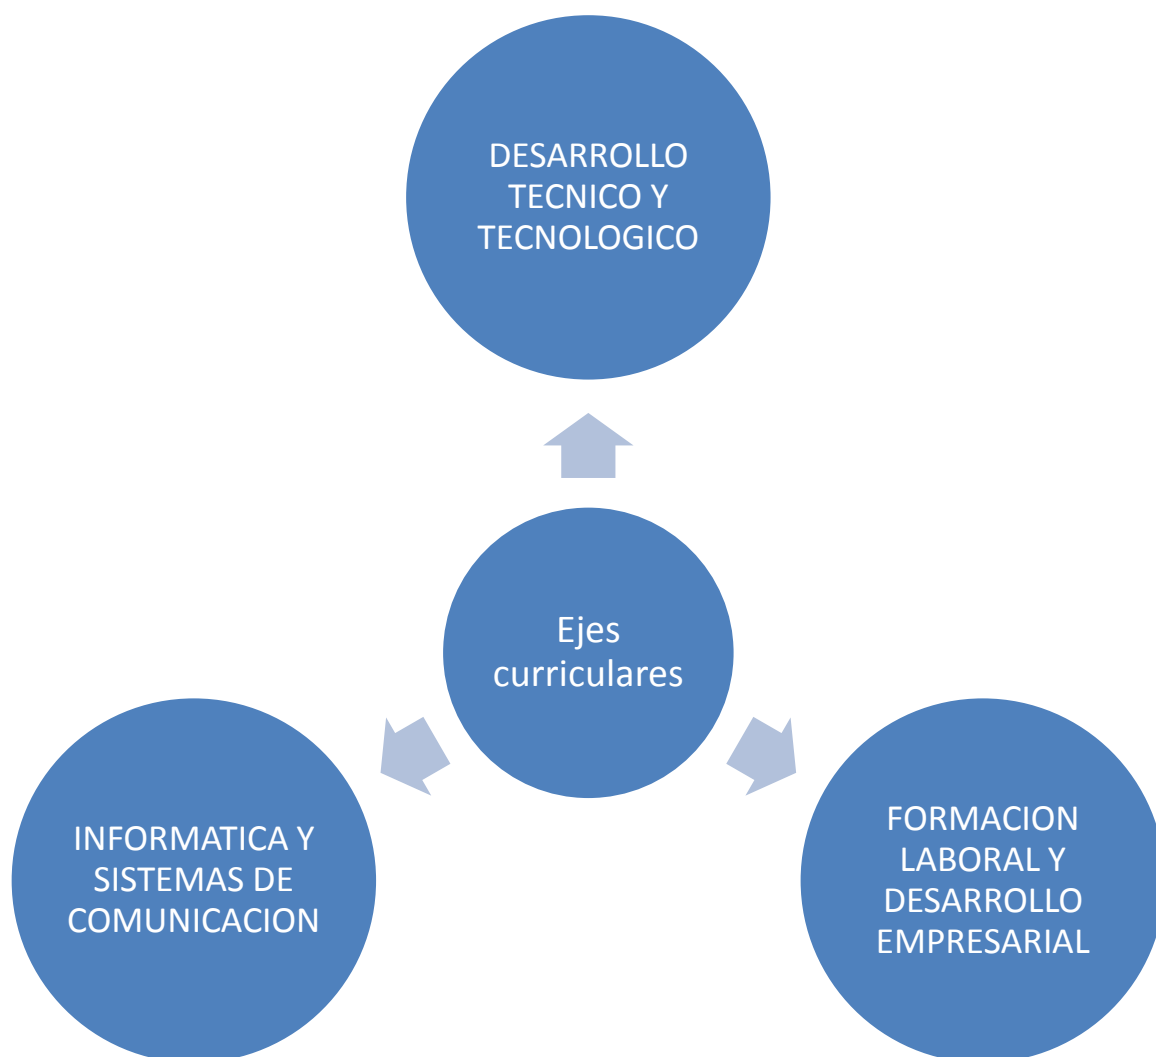 DESARROLLO
TECNICO Y
TECNOLOGICO
Ejes
curriculares
INFORMATICA Y
SISTEMAS DE
COMUNICACION
FORMACION
LABORAL Y
DESARROLLO
EMPRESARIAL